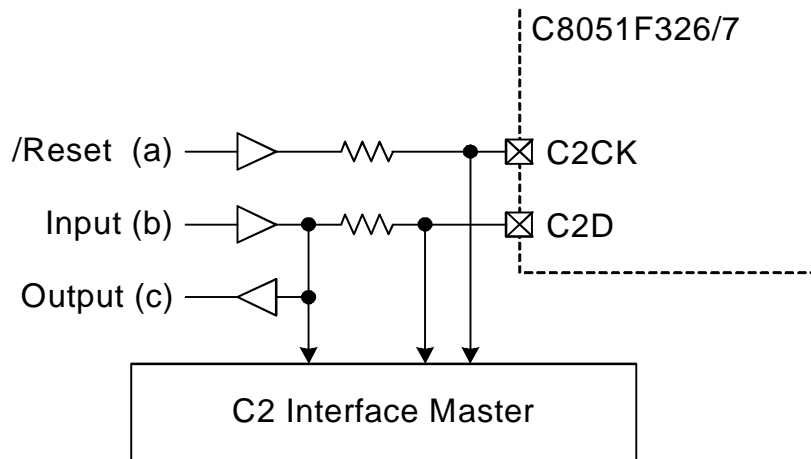 C8051F326/7
/Reset (a)
C2CK
Input (b)
C2D
Output (c)
C2 Interface Master